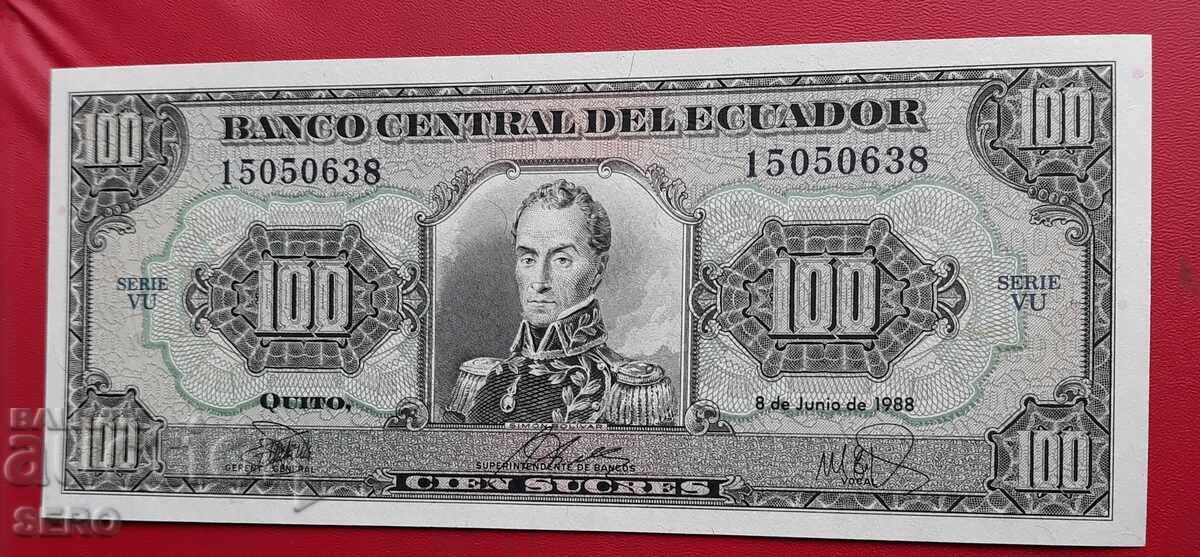 100 100
BANCO CENTRAL DEL ECUADOR
15050638 15050638
SERIE VU 100 100 SERIE VU
QUITO, 8 de Junio de 1988
SIMON BOLIVAR
100 100
GENERAL SUPERINTENDENTE DE BANCOS VOCAL
CIEN SUCRES
SERO